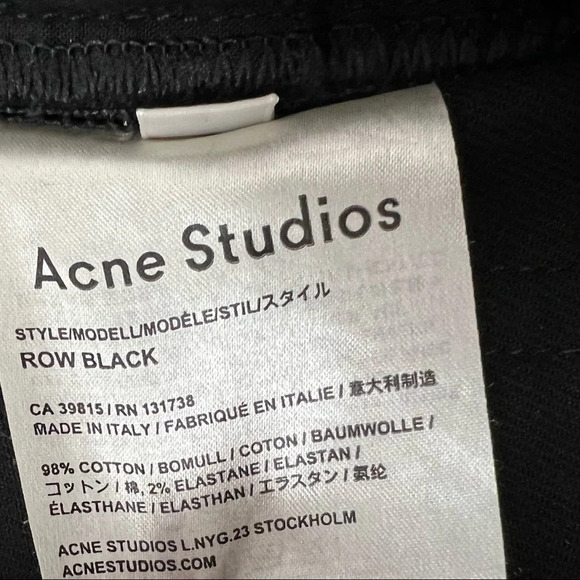 Acne Studios
STYLE/MODELL/MODÈLE/STIL/スタイル
ROW BLACK
CA 39815 / RN 131738
MADE IN ITALY / FABRIQUÉ EN ITALIE / 意大利制造
98% COTTON / BOMULL / COTON / BAUMWOLLE /
コットン / 棉, 2% ELASTANE / ELASTAN /
ÉLASTHANE / ELASTHAN / エラスタン / 氨纶
ACNE STUDIOS L.NYG.23 STOCKHOLM
ACNESTUDIOS.COM